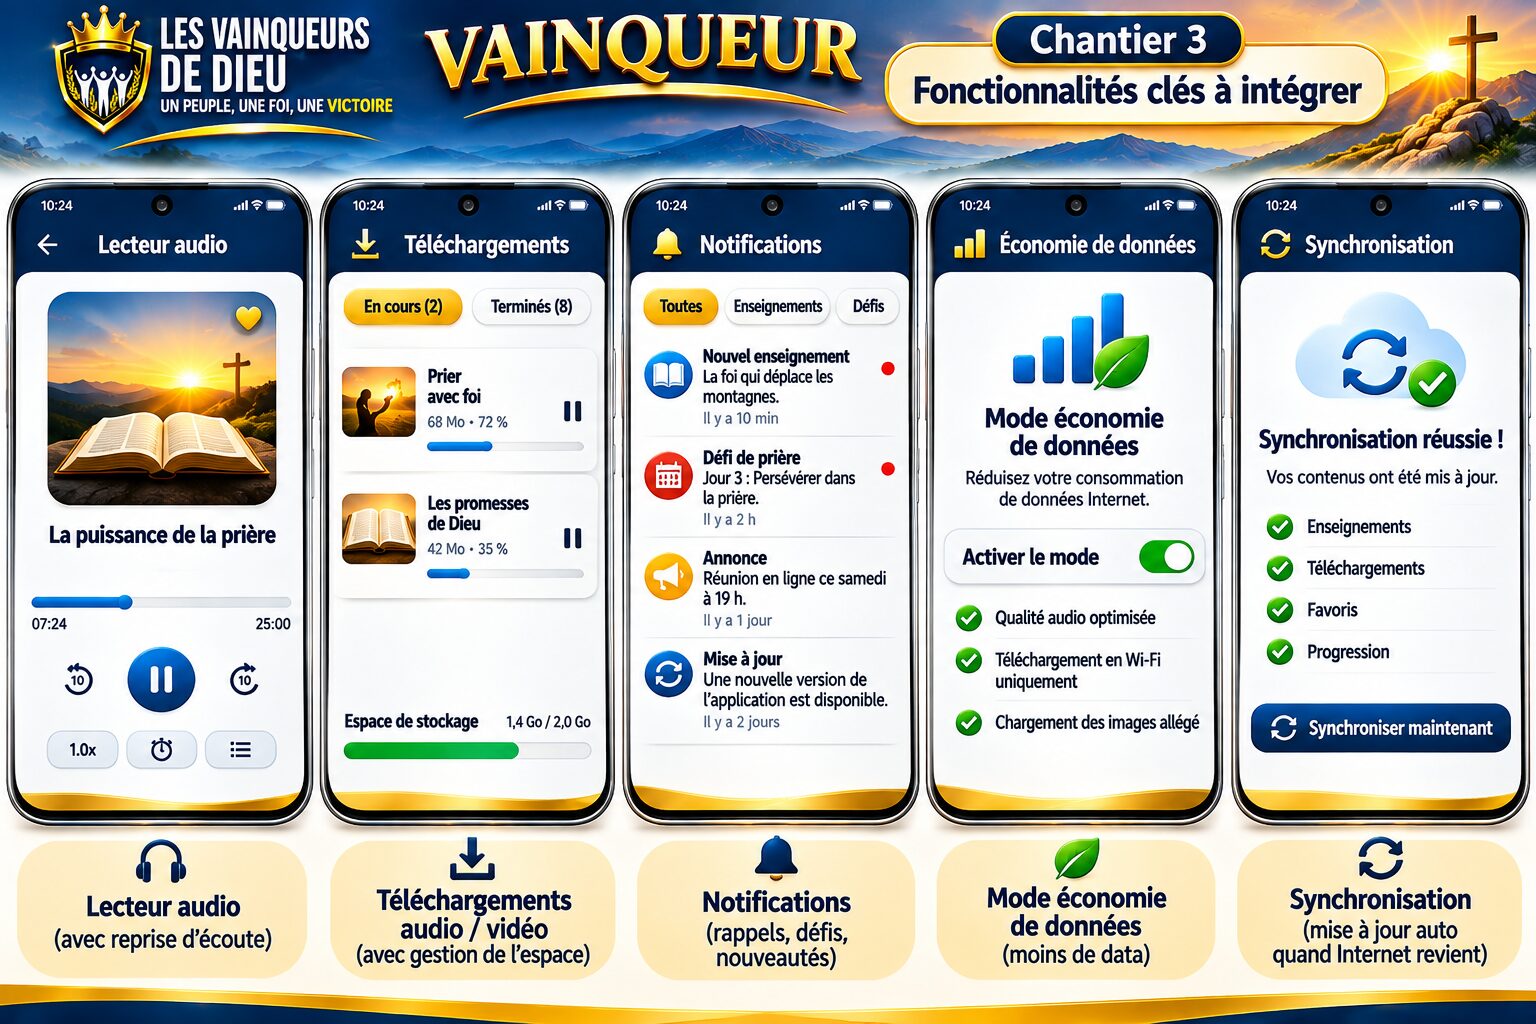 LES VAINQUEURS
DE DIEU
UN PEUPLE, UNE FOI, UNE VICTOIRE
VAINQUEUR
Chantier 3
Fonctionnalités clés à intégrer
10:24
Lecteur audio
La puissance de la prière
07:24
25:00
10
10
1.0x
10:24
Téléchargements
En cours (2)
Terminés (8)
Prier
avec foi
68 Mo • 72 %
Les promesses
de Dieu
42 Mo • 35 %
Espace de stockage
1,4 Go / 2,0 Go
10:24
Notifications
Toutes
Enseignements
Défis
Nouvel enseignement
La foi qui déplace les
montagnes.
Il y a 10 min
Défi de prière
Jour 3 : Persévérer dans
la prière.
Il y a 2 h
Annonce
Réunion en ligne ce samedi
à 19 h.
Il y a 1 jour
Mise à jour
Une nouvelle version de
l'application est disponible.
Il y a 2 jours
10:24
Économie de données
Mode économie
de données
Réduisez votre consommation
de données Internet.
Activer le mode
Qualité audio optimisée
Téléchargement en Wi-Fi
uniquement
Chargement des images allégé
10:24
Synchronisation
Synchronisation réussie !
Vos contenus ont été mis à jour.
Enseignements
Téléchargements
Favoris
Progression
Synchroniser maintenant
Lecteur audio
(avec reprise d'écoute)
Téléchargements
audio / vidéo
(avec gestion de l'espace)
Notifications
(rappels, défis,
nouveautés)
Mode économie
de données
(moins de data)
Synchronisation
(mise à jour auto
quand Internet revient)